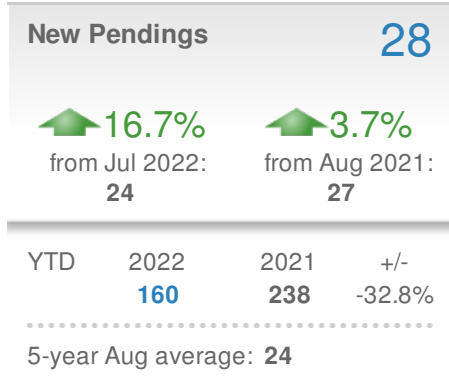 New Pendings 28
16.7% 3.7%
from Jul 2022: from Aug 2021:
24 27
YTD 2022 2021 +/-
160 238 -32.8%
5-year Aug average: 24